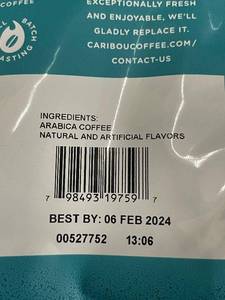 COFFEE
EXCEPTIONALLY FRESH
AND ENJOYABLE, WE'LL
GLADLY REPLACE IT.
CARIBOUCOFFEE.COM/
CONTACT-US
BATCH
ROASTING
INGREDIENTS:
ARABICA COFFEE
NATURAL AND ARTIFICIAL FLAVORS
7 98493 19759 7
BEST BY: 06 FEB 2024
00527752 13:06